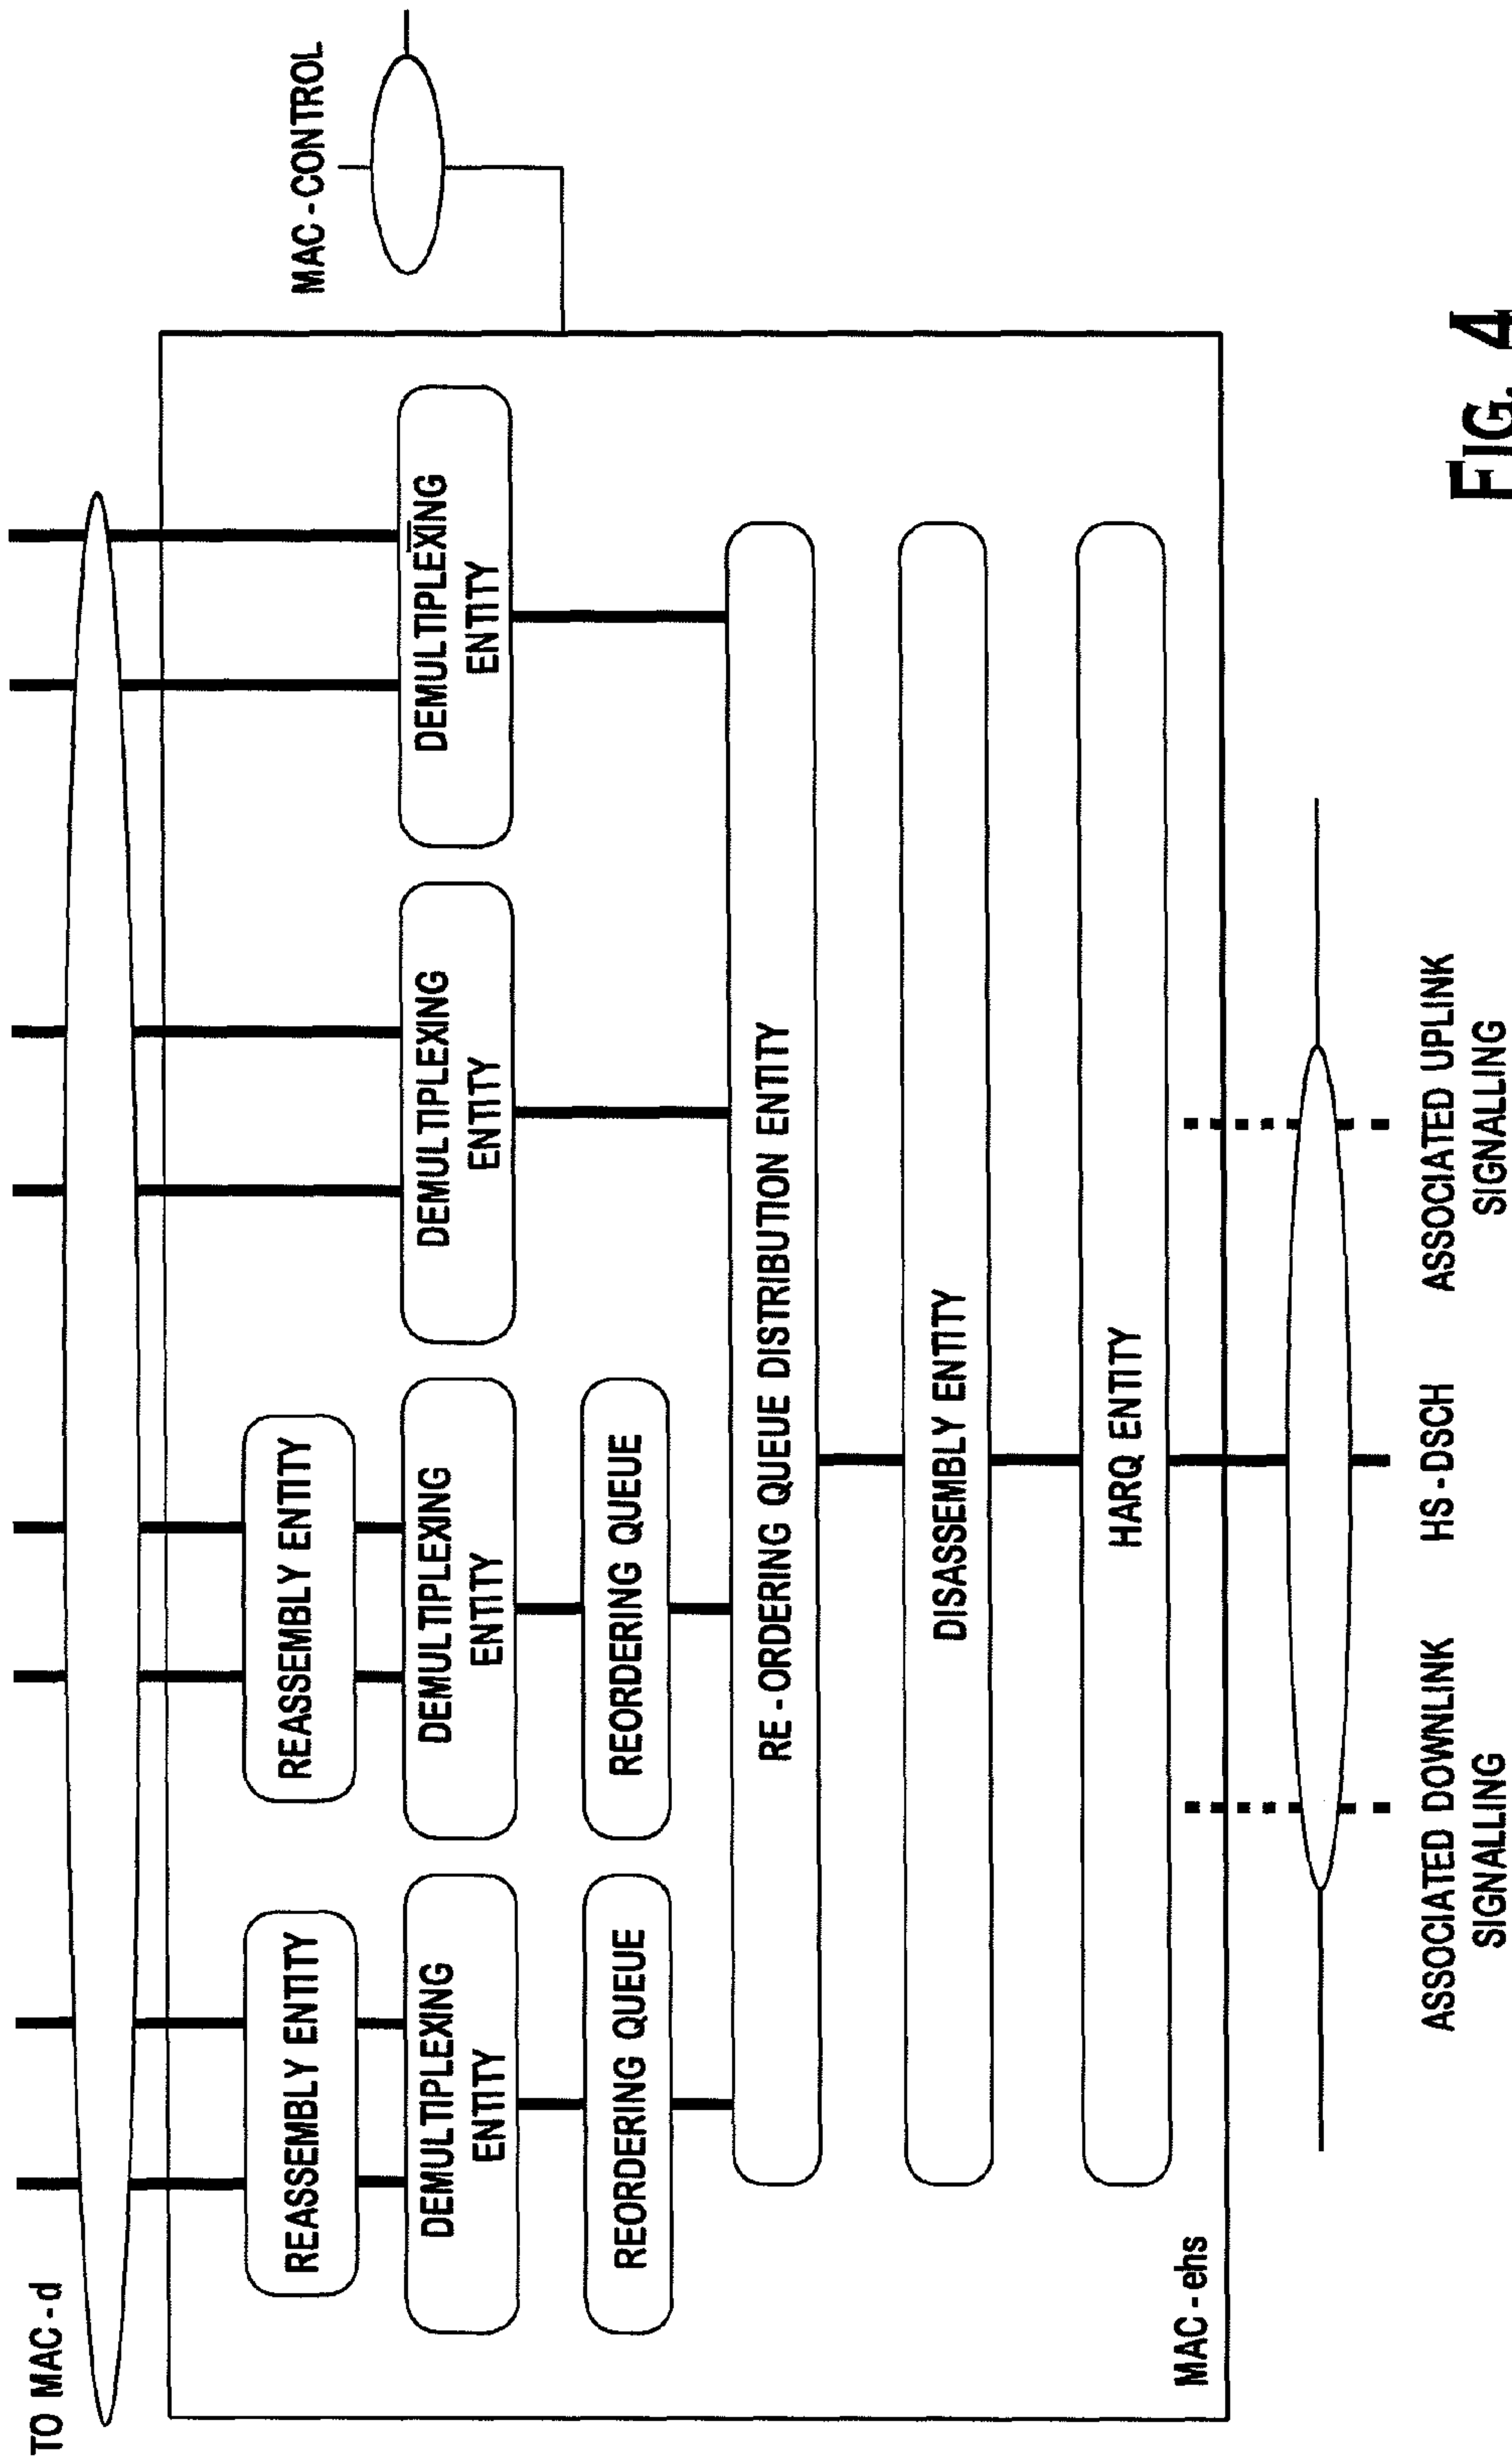 TO MAC-d
MAC-CONTROL
REASSEMBLY ENTITY
REASSEMBLY ENTITY
DEMULTIPLEXING
ENTITY
DEMULTIPLEXING
ENTITY
DEMULTIPLEXING
ENTITY
DEMULTIPLEXING
ENTITY
REORDERING QUEUE
REORDERING QUEUE
RE-ORDERING QUEUE DISTRIBUTION ENTITY
DISASSEMBLY ENTITY
HARQ ENTITY
MAC-ehs
ASSOCIATED DOWNLINK
SIGNALLING
HS-DSCH
ASSOCIATED UPLINK
SIGNALLING
FIG. 4